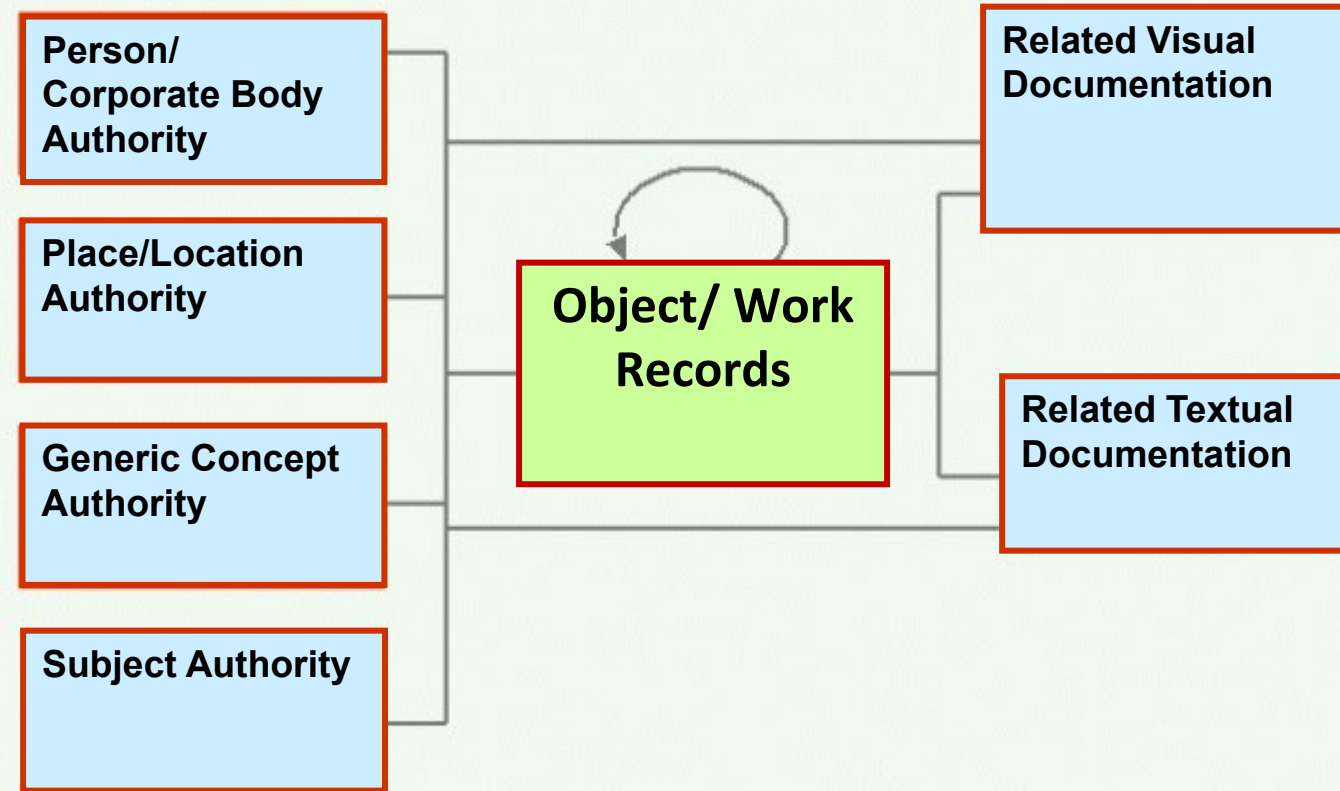 Person/
Corporate Body
Authority
Place/Location
Authority
Generic Concept
Authority
Subject Authority
Object/ Work
Records
Related Visual
Documentation
Related Textual
Documentation